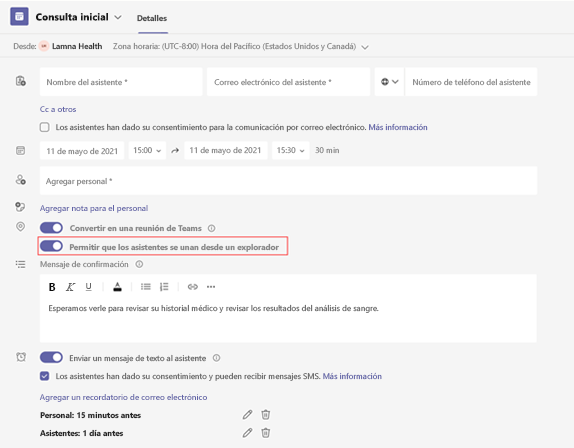 Consulta inicial
Detalles
Desde: Lamna Health Zona horaria: (UTC-8:00) Hora del Pacífico (Estados Unidos y Canadá)
Nombre del asistente * Correo electrónico del asistente * Número de teléfono del asistente
Cc a otros
Los asistentes han dado su consentimiento para la comunicación por correo electrónico. Más información
11 de mayo de 2021 15:00 11 de mayo de 2021 15:30 30 min
Agregar personal *
Agregar nota para el personal
Convertir en una reunión de Teams
Permitir que los asistentes se unan desde un explorador
Mensaje de confirmación
B U A
Esperamos verle para revisar su historial médico y revisar los resultados del análisis de sangre.
Enviar un mensaje de texto al asistente
Los asistentes han dado su consentimiento y pueden recibir mensajes SMS. Más información
Agregar un recordatorio de correo electrónico
Personal: 15 minutos antes
Asistentes: 1 día antes